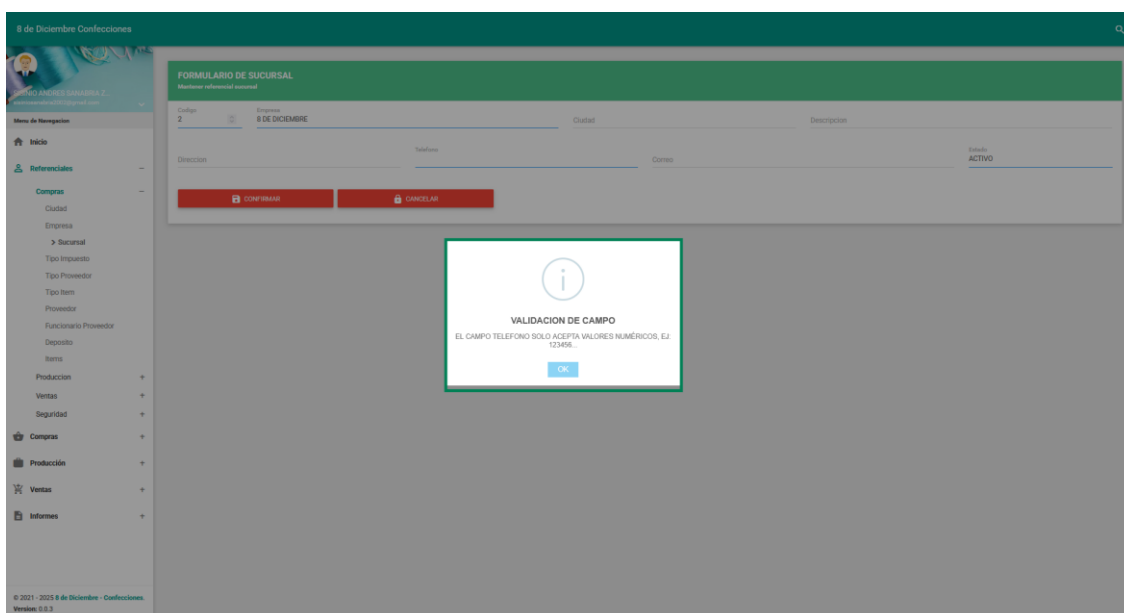 8 de Diciembre Confecciones
ANDRES SANABRIA Z...
Menu de Navegacion
Inicio
Referenciales
Compras
Ciudad
Empresa
> Sucursal
Tipo Impuesto
Tipo Proveedor
Tipo Item
Proveedor
Funcionario Proveedor
Deposito
Items
Produccion
Ventas
Seguridad
Compras
Producción
Ventas
Informes
© 2021 - 2025 8 de Diciembre - Confecciones.
Version: 0.0.3
FORMULARIO DE SUCURSAL
Mantener referencial sucursal
Codigo
2
Empresa
8 DE DICIEMBRE
Ciudad
Descripcion
Direccion
Telefono
Correo
Estado
ACTIVO
CONFIRMAR
CANCELAR
VALIDACION DE CAMPO
EL CAMPO TELEFONO SOLO ACEPTA VALORES NUMÉRICOS, EJ:
123456...
OK